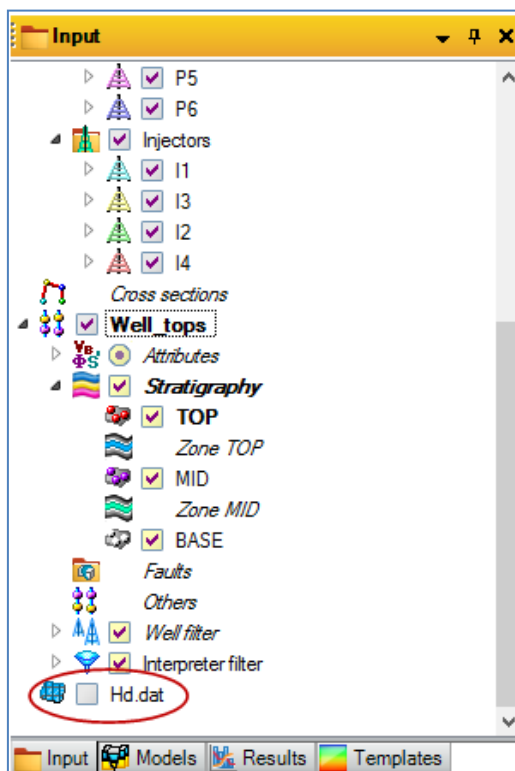 Input
P5
P6
Injectors
I1
I3
I2
I4
Cross sections
Well_tops
Attributes
Stratigraphy
TOP
Zone TOP
MID
Zone MID
BASE
Faults
Others
Well filter
Interpreter filter
Hd.dat
Input Models Results Templates